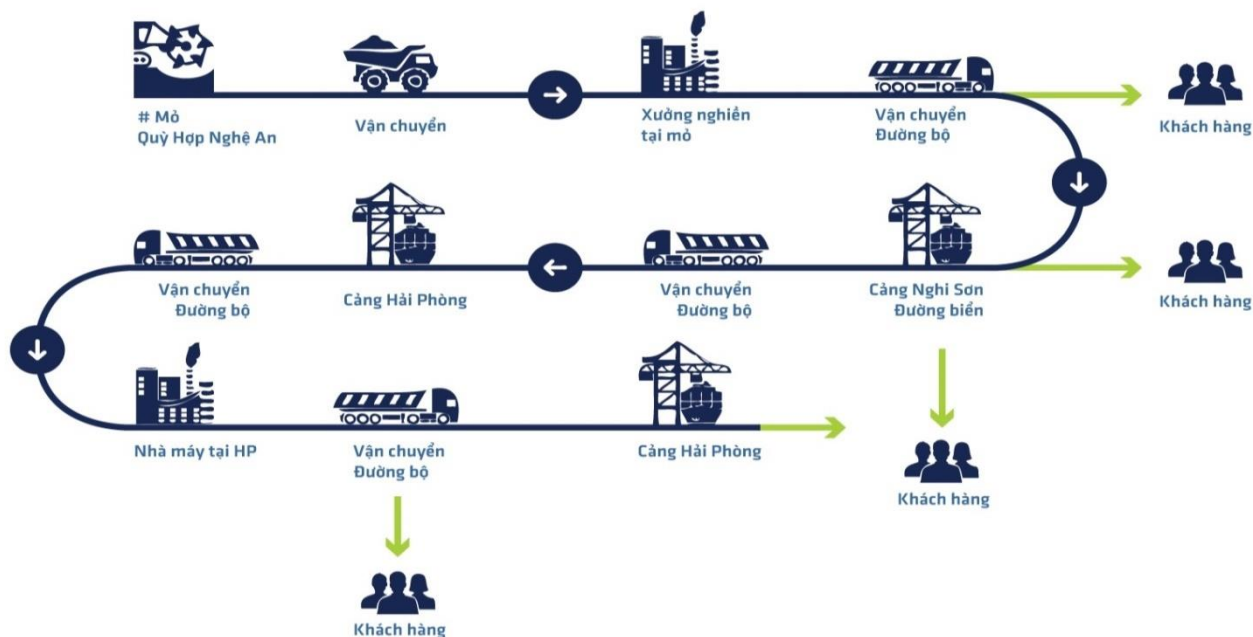 # Mỏ
Quỳ Hợp Nghệ An
Vận chuyển
Xưởng nghiền
tại mỏ
Vận chuyển
Đường bộ
Khách hàng
Vận chuyển
Đường bộ
Cảng Hải Phòng
Vận chuyển
Đường bộ
Cảng Nghi Sơn
Đường biển
Khách hàng
Nhà máy tại HP
Vận chuyển
Đường bộ
Cảng Hải Phòng
Khách hàng
Khách hàng